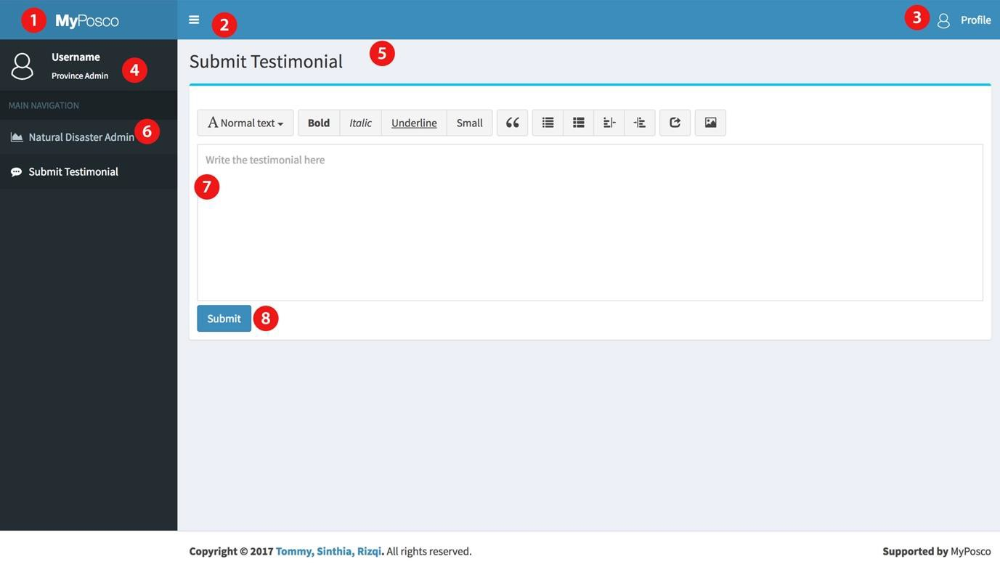 1 MyPosco
2
3 Profile
Username
Province Admin
4
MAIN NAVIGATION
Natural Disaster Admin 6
Submit Testimonial
Submit Testimonial 5
A Normal text Bold Italic Underline Small
Write the testimonial here
7
Submit 8
Copyright © 2017 Tommy, Sinthia, Rizqi. All rights reserved.
Supported by MyPosco